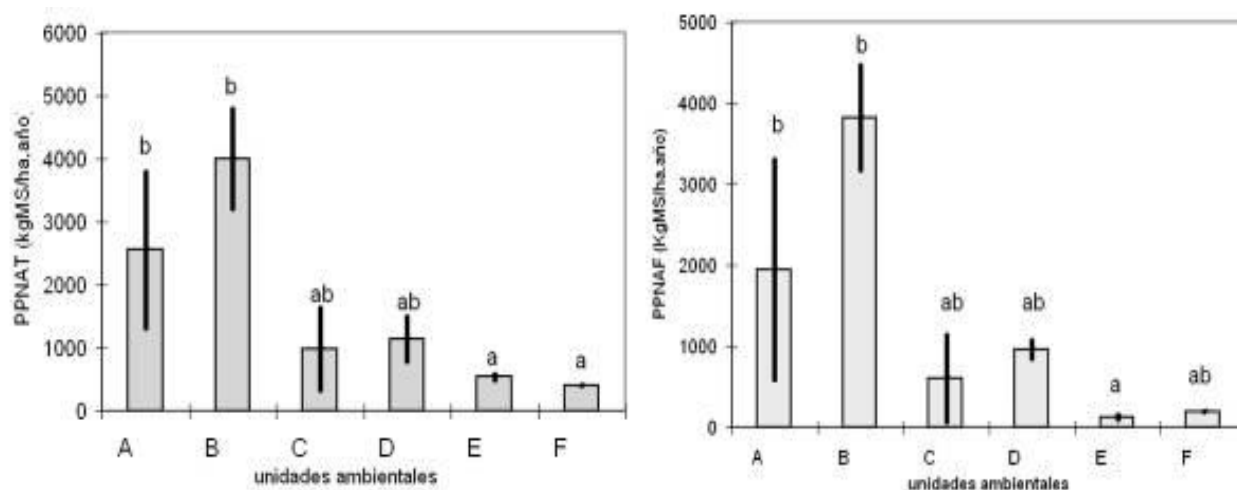 PPNAT (kgMS/ha.año)
6000
5000
4000
3000
2000
1000
0
b
b
ab
ab
a
a
A B C D E F
unidades ambientales
PPNAF (KgMS/ha.año)
5000
4000
3000
2000
1000
0
b
b
ab
ab
a
ab
A B C D E F
unidades ambientales